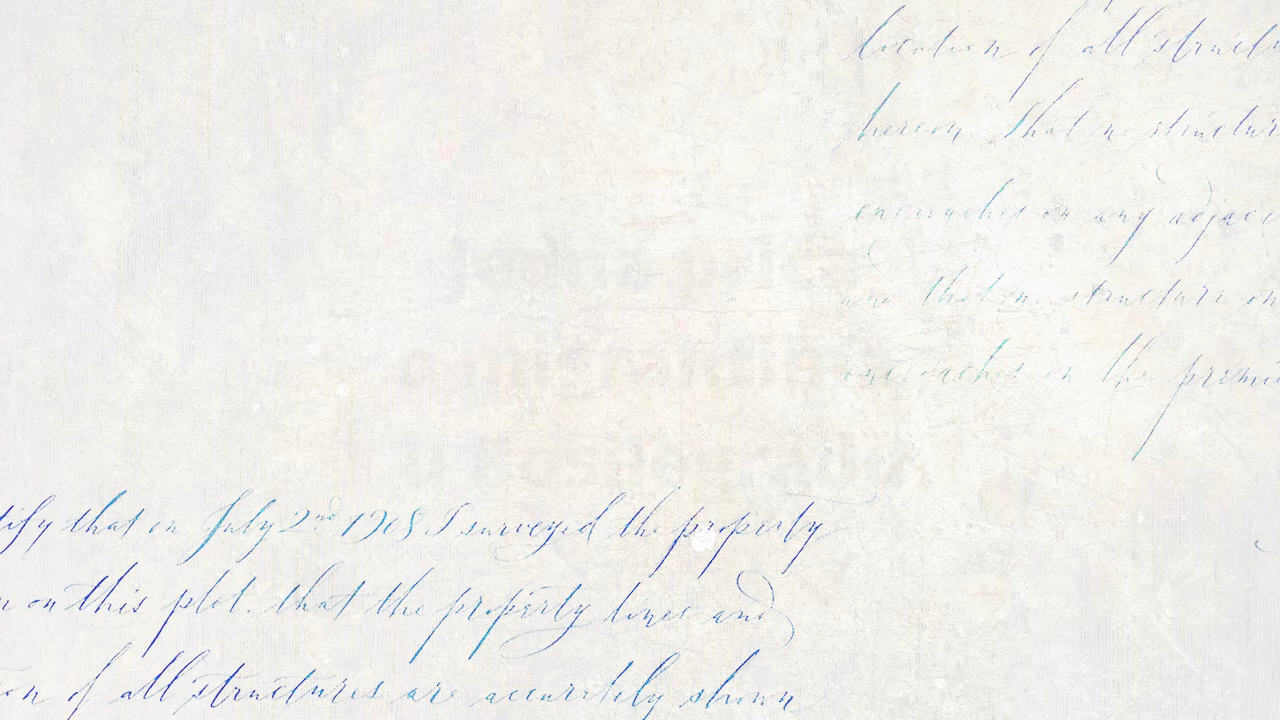 location of all structu
hereon that no structur
encroaches on any adjace
and that no structure on
encroaches on the premi
tify that on July 2nd 1908 I surveyed the property
n on this plot. that the property lines and
ion of all structures are accurately shown